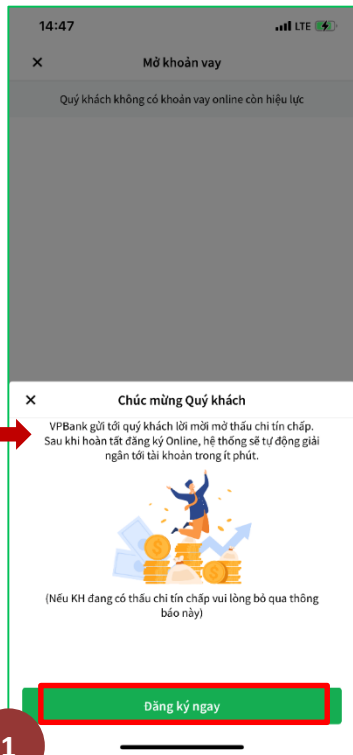 14:47
LTE
Mở khoản vay
Quý khách không có khoản vay online còn hiệu lực
Chúc mừng Quý khách
VPBank gửi tới quý khách lời mời mở thấu chi tín chấp.
Sau khi hoàn tất đăng ký Online, hệ thống sẽ tự động giải
ngân tới tài khoản trong ít phút.
(Nếu KH đang có thấu chi tín chấp vui lòng bỏ qua thông
báo này)
Đăng ký ngay
1